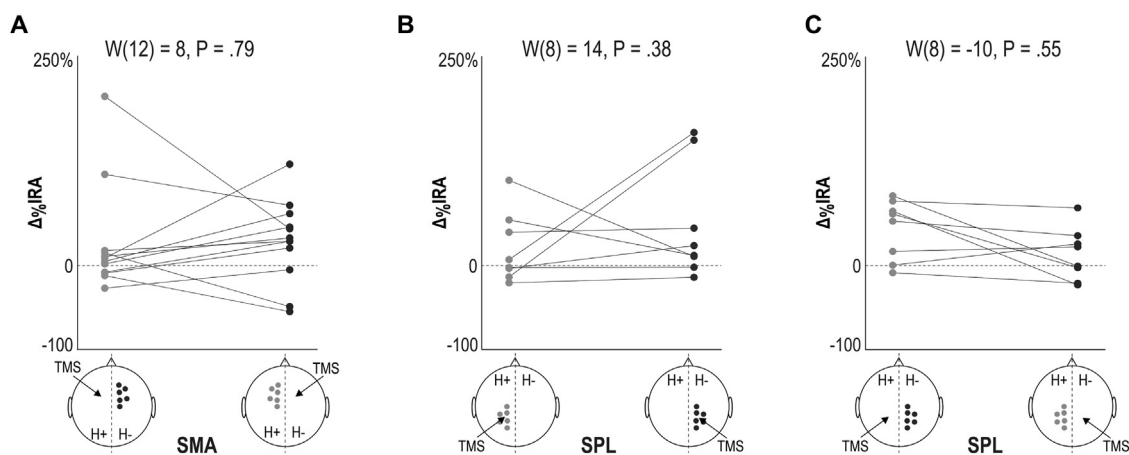 A
W(12) = 8, P = .79
250%
Δ%IRA
0
-100
TMS
H+ H-
TMS
H+ H-
SMA
B
W(8) = 14, P = .38
250%
Δ%IRA
0
-100
H+ H-
TMS
H+ H-
TMS
SPL
C
W(8) = -10, P = .55
250%
Δ%IRA
0
-100
H+ H-
TMS
H+ H-
TMS
SPL